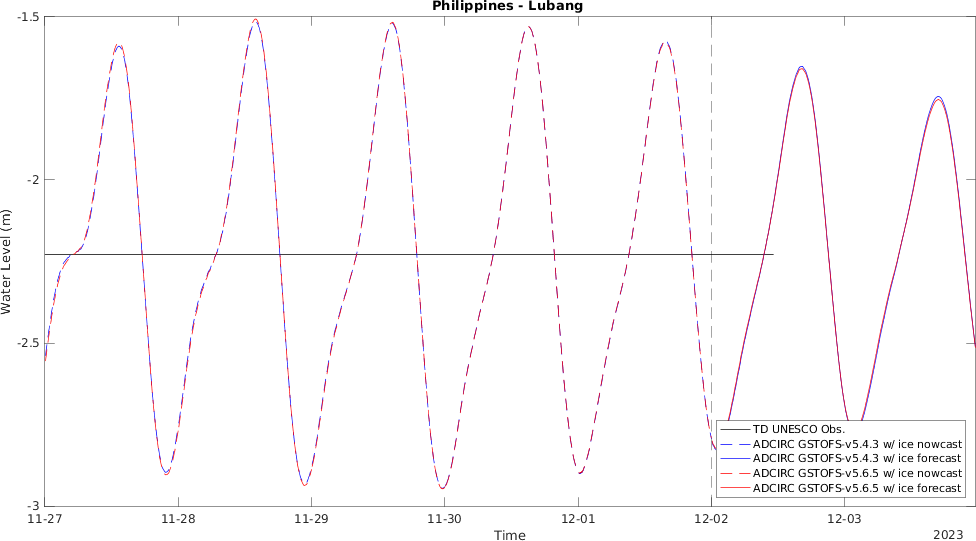 Philippines - Lubang
-1.5
-2
-2.5
-3
Water Level (m)
11-27
11-28
11-29
11-30
12-01
12-02
12-03
Time
2023
TD UNESCO Obs.
ADCIRC GSTOFS-v5.4.3 w/ ice nowcast
ADCIRC GSTOFS-v5.4.3 w/ ice forecast
ADCIRC GSTOFS-v5.6.5 w/ ice nowcast
ADCIRC GSTOFS-v5.6.5 w/ ice forecast